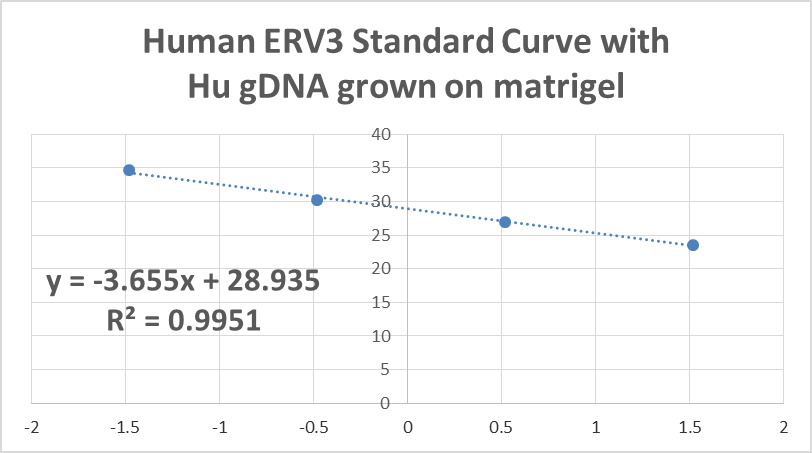 Human ERV3 Standard Curve with
Hu gDNA grown on matrigel
40
35
30
25
20
15
10
5
0
y = -3.655x + 28.935
R² = 0.9951
-2 -1.5 -1 -0.5 0 0.5 1 1.5 2